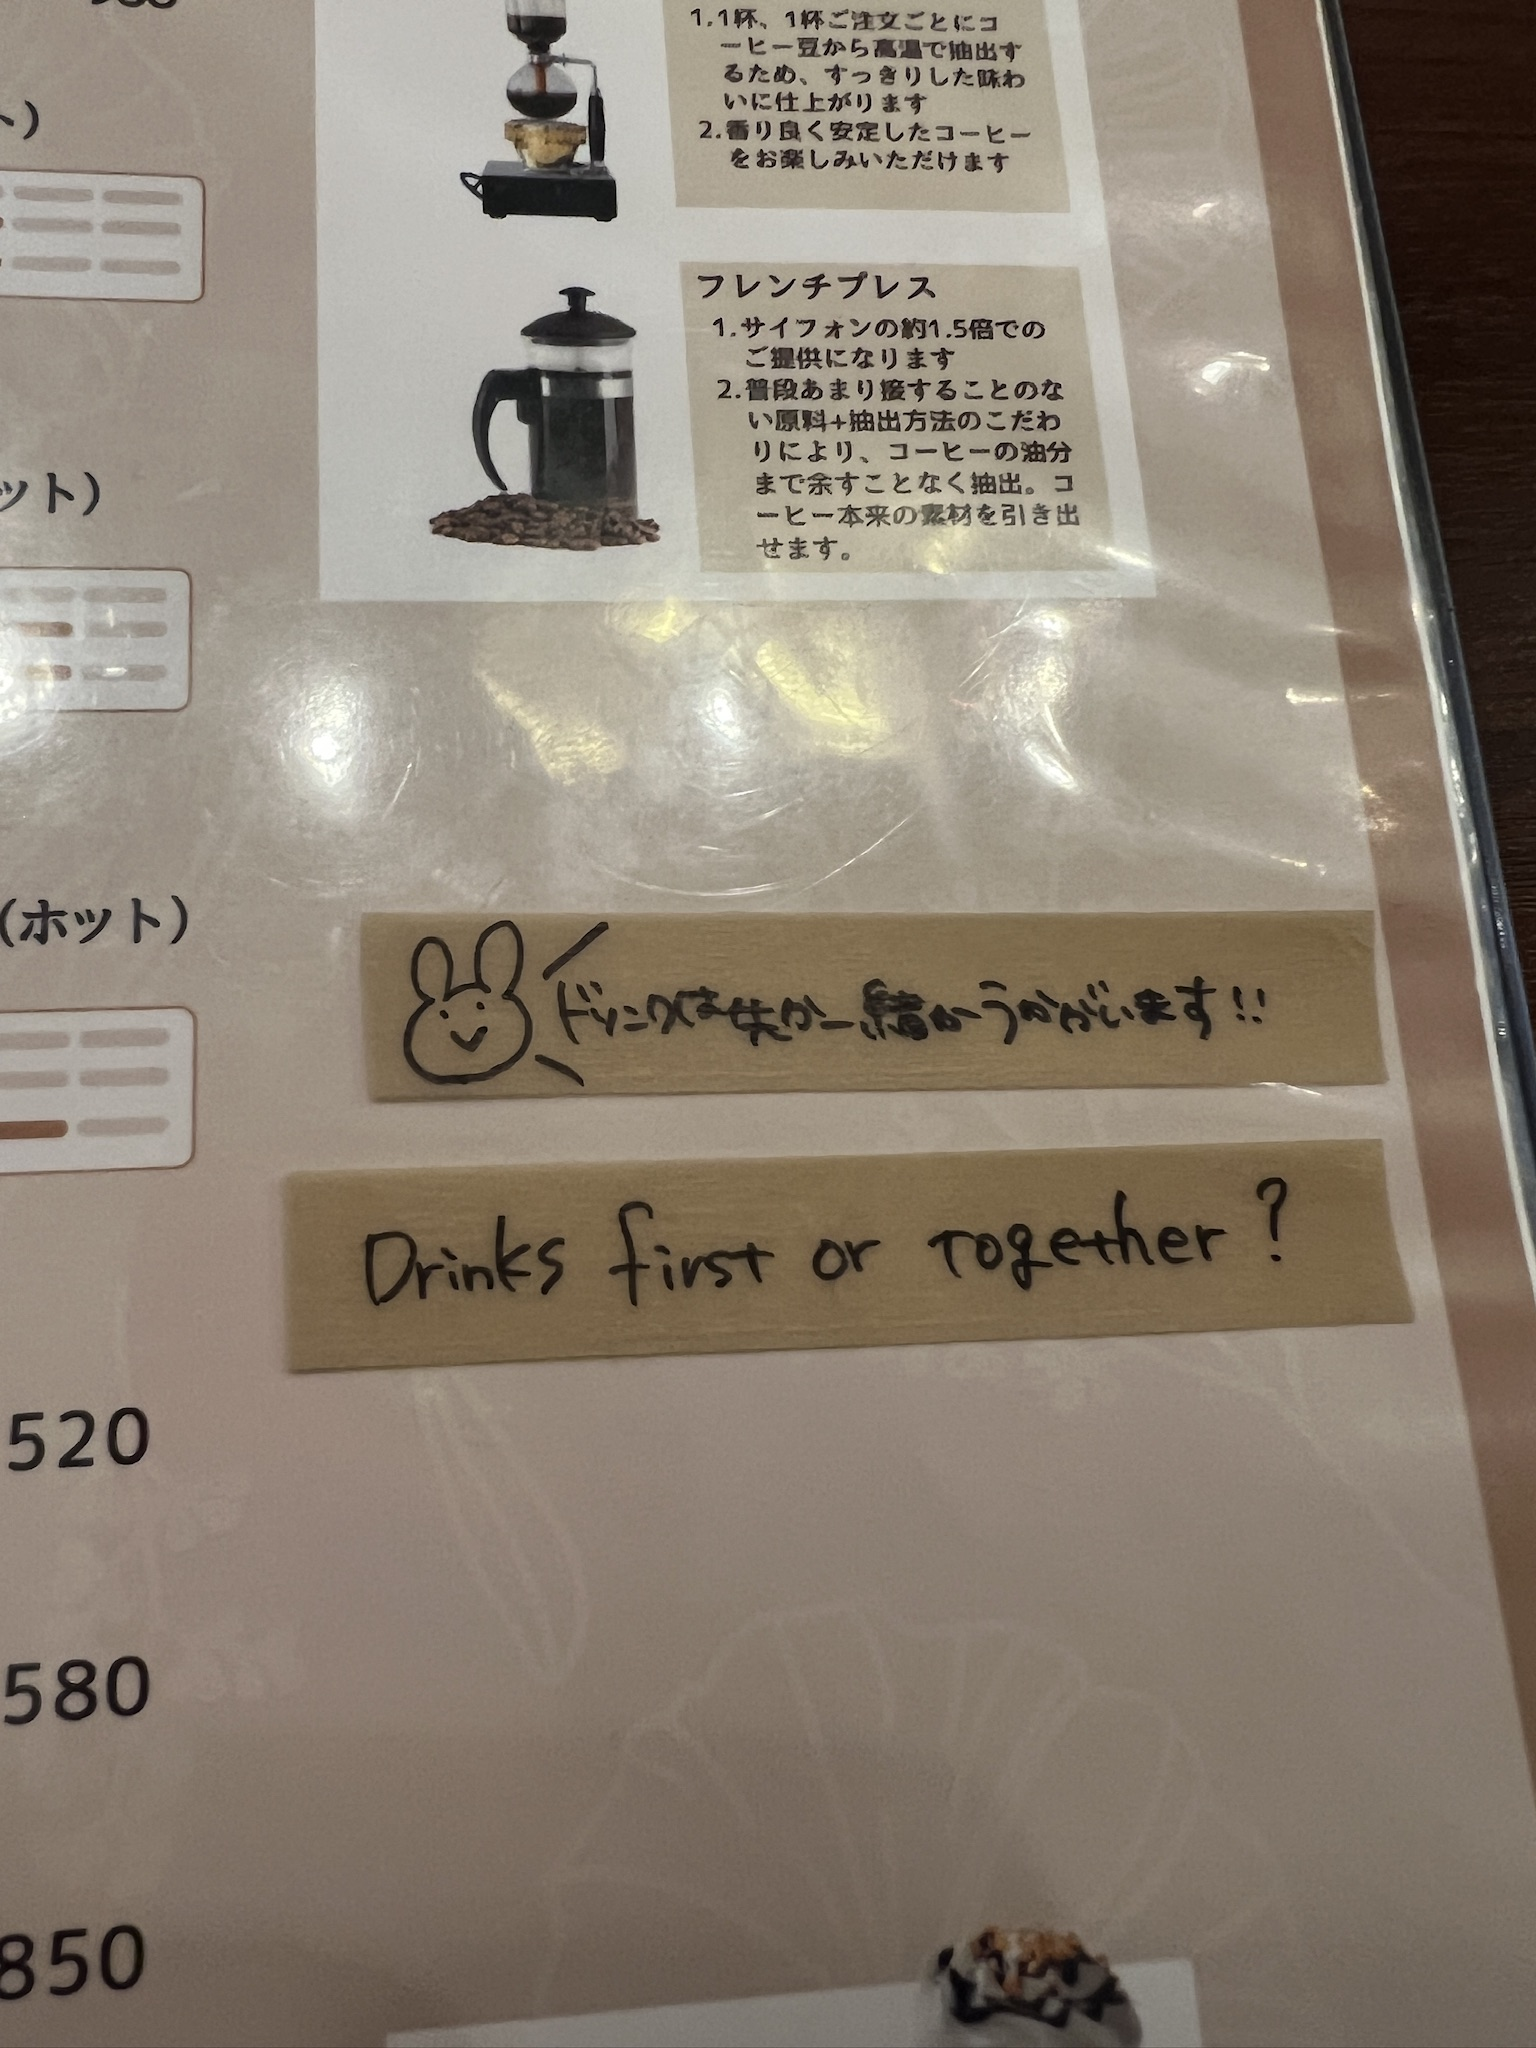 1.1杯、1杯ご注文ごとにコ
ーヒー豆から高温で抽出す
るため、すっきりした味わ
いに仕上がります
2.香り良く安定したコーヒー
をお楽しみいただけます
ト)
フレンチプレス
1.サイフォンの約1.5倍での
ご提供になります
2.普段あまり接することのな
い原料+抽出方法のこだわ
りにより、コーヒーの油分
まで余すことなく抽出。コ
ーヒー本来の素材を引き出
せます。
ット)
(ホット)
ドリンクは先か一緒かうかがいます!!
Drinks first or together?
520
580
850